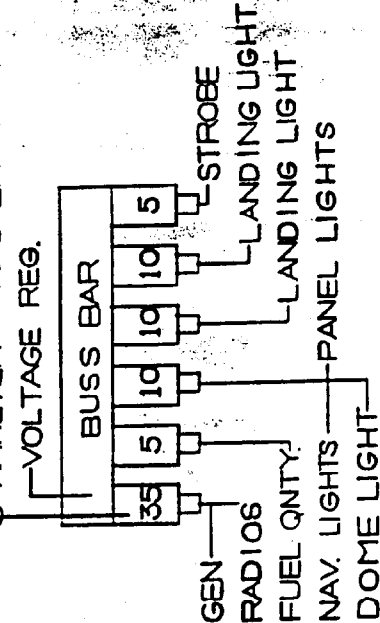 VOLTAGE REG.
BUSS BAR
35 5 10 10 10 5
GEN
RADIOS
FUEL QNTY.
NAV. LIGHTS
PANEL LIGHTS
DOME LIGHT
LANDING LIGHT
LANDING LIGHT
STROBE